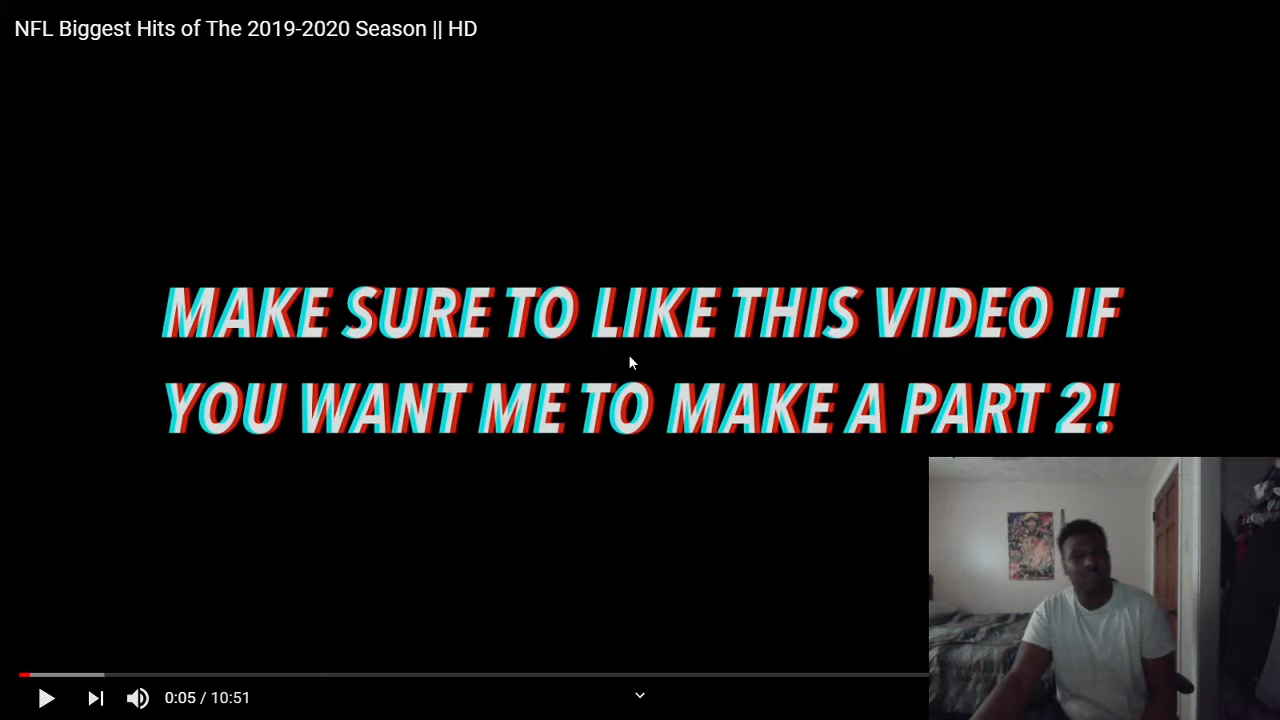 NFL Biggest Hits of The 2019-2020 Season || HD
MAKE SURE TO LIKE THIS VIDEO IF
YOU WANT ME TO MAKE A PART 2!
0:05 / 10:51